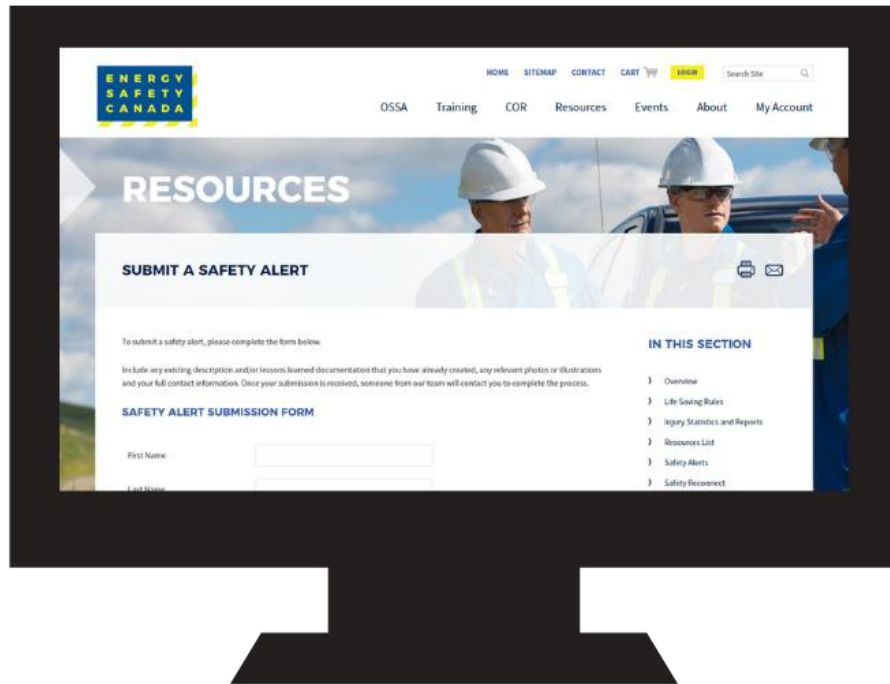 ENERGY
SAFETY
CANADA
HOME SITEMAP CONTACT CART LOGIN Search Site
OSSA Training COR Resources Events About My Account
RESOURCES
SUBMIT A SAFETY ALERT
To submit a safety alert, please complete the form below.
Include any existing description and/or lessons learned documentation that you have already created, any relevant photos or illustrations
and your full contact information. Once your submission is received, someone from our team will contact you to complete the process.
SAFETY ALERT SUBMISSION FORM
First Name
Last Name
IN THIS SECTION
Overview
Life Saving Rules
Injury Statistics and Reports
Resources List
Safety Alerts
Safety Reconnect